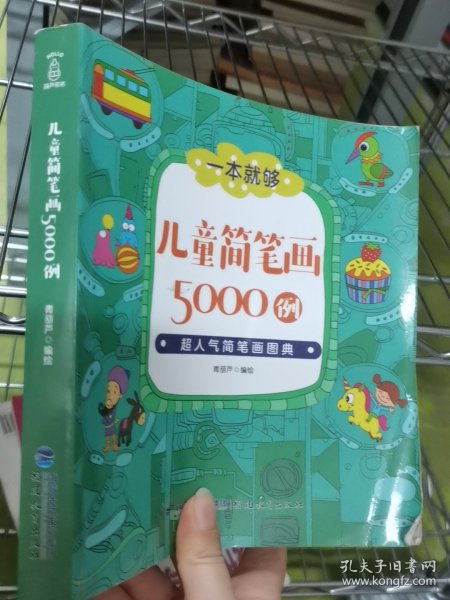 一本就够
儿童简笔画
5000例
超人气简笔画图典
青葫芦◎编绘
HOLLO
儿童简笔画5000例
青葫芦◎编绘
孔夫子旧书网
www.kongfz.com